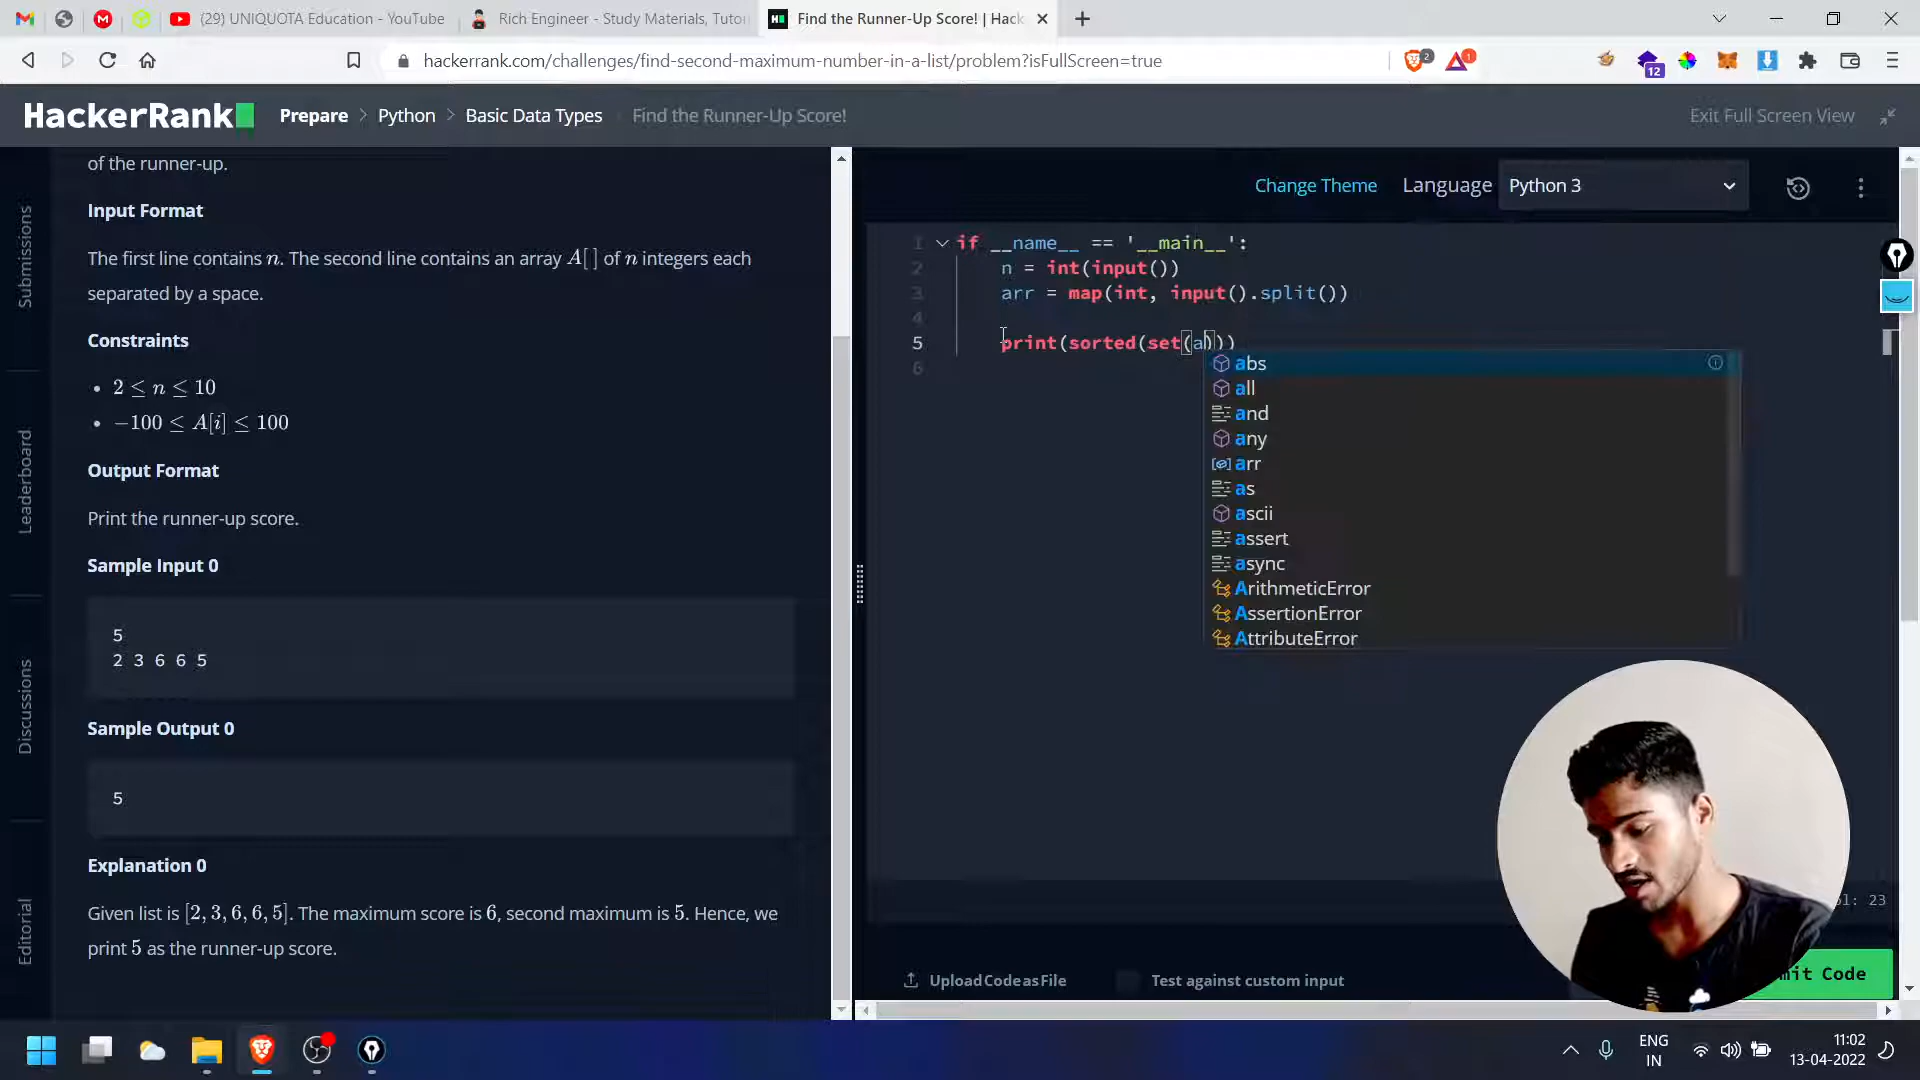 (29) UNIQUOTA Education - YouTube
Rich Engineer - Study Materials, Tutor
Find the Runner-Up Score! | Hack
hackerrank.com/challenges/find-second-maximum-number-in-a-list/problem?isFullScreen=true
2
1
12
HackerRank
Prepare > Python > Basic Data Types
Find the Runner-Up Score!
Exit Full Screen View
Submissions
Leaderboard
Discussions
Editorial
of the runner-up.
Input Format
The first line contains n. The second line contains an array A[ ] of n integers each
separated by a space.
Constraints
• 2 ≤ n ≤ 10
• −100 ≤ A[i] ≤ 100
Output Format
Print the runner-up score.
Sample Input 0
5
2 3 6 6 5
Sample Output 0
5
Explanation 0
Given list is [2, 3, 6, 6, 5]. The maximum score is 6, second maximum is 5. Hence, we
print 5 as the runner-up score.
Change Theme
Language
Python 3
1 if __name__ == '__main__':
2 n = int(input())
3 arr = map(int, input().split())
4
5 print(sorted(set(a)))
6
abs
all
and
any
arr
as
ascii
assert
async
ArithmeticError
AssertionError
AttributeError
: 23
Upload Code as File
Test against custom input
mit Code
ENG
IN
11:02
13-04-2022